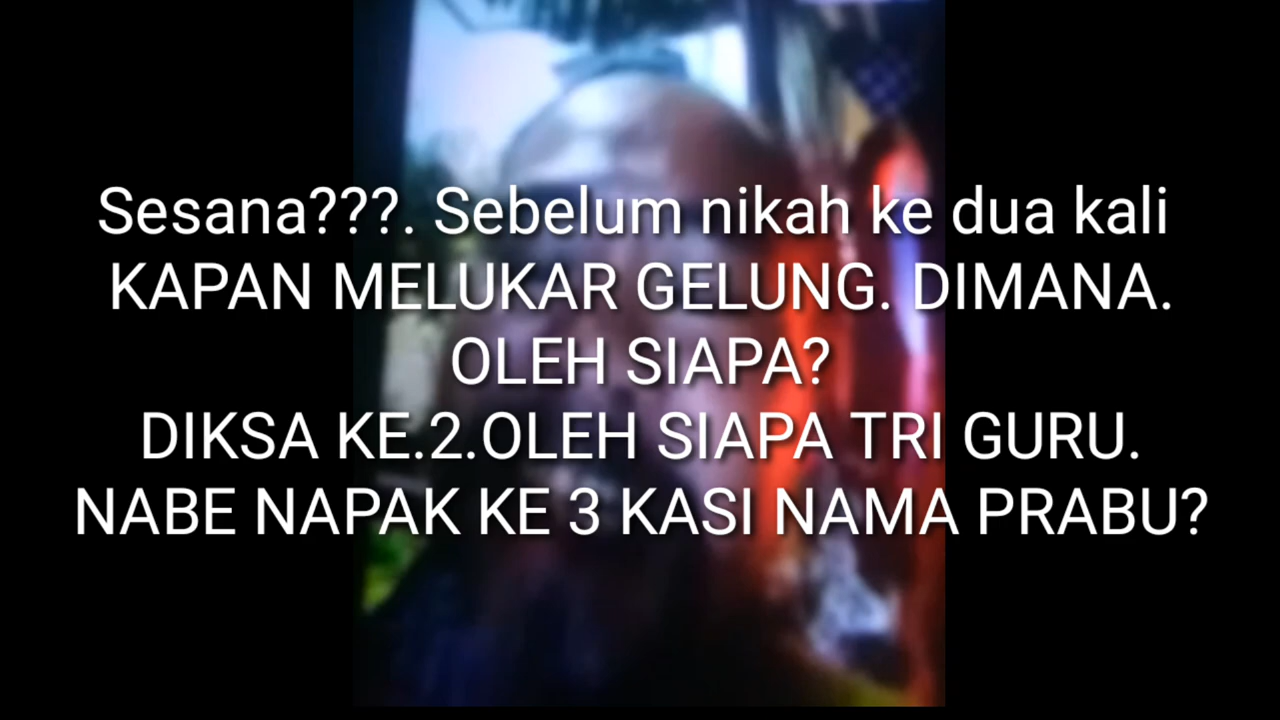 Sesana???. Sebelum nikah ke dua kali
KAPAN MELUKAR GELUNG. DIMANA.
OLEH SIAPA?
DIKSA KE.2.OLEH SIAPA TRI GURU.
NABE NAPAK KE 3 KASI NAMA PRABU?